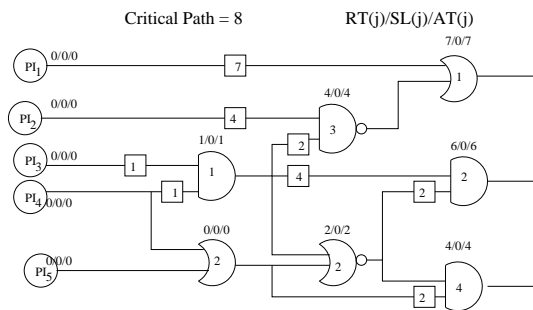 Critical Path = 8 RT(j)/SL(j)/AT(j)
7/0/7
0/0/0
PI1 7 1
0/0/0 4/0/4
PI2 4 3
2
1/0/1 6/0/6
PI3 0/0/0 1 1 4 2
PI4 0/0/0 1 2
0/0/0 2/0/2 4/0/4
PI5 0/0/0 2 2 4
2